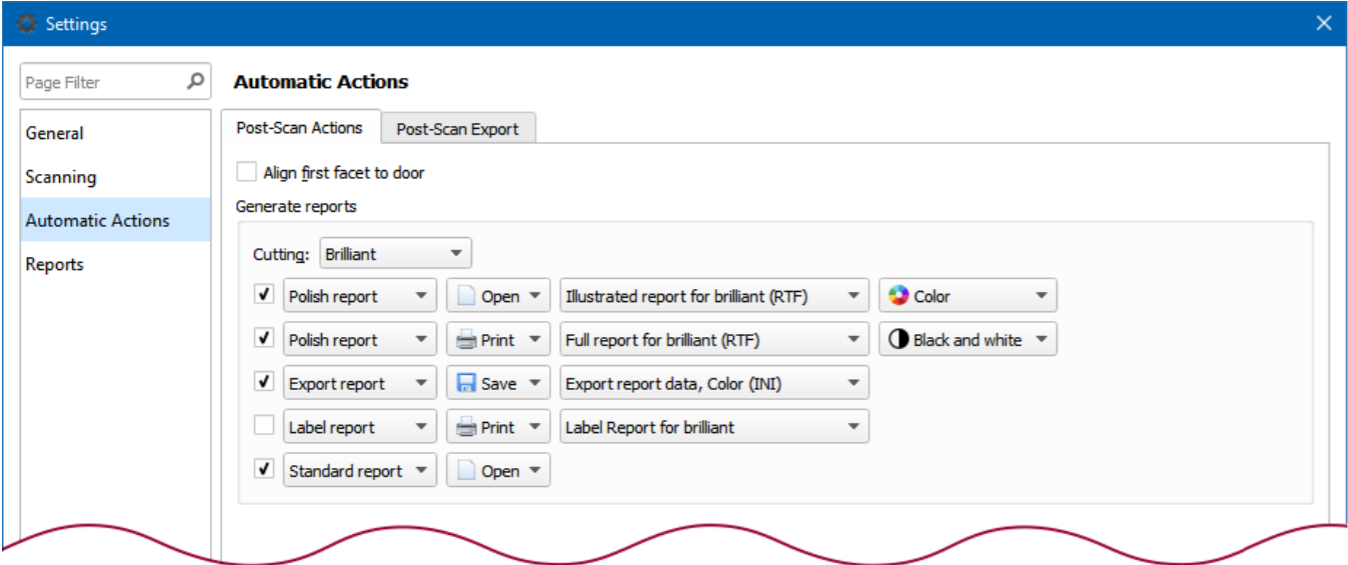 Settings
Page Filter
General
Scanning
Automatic Actions
Reports
Automatic Actions
Post-Scan Actions Post-Scan Export
Align first facet to door
Generate reports
Cutting: Brilliant
Polish report Open Illustrated report for brilliant (RTF) Color
Polish report Print Full report for brilliant (RTF) Black and white
Export report Save Export report data, Color (INI)
Label report Print Label Report for brilliant
Standard report Open